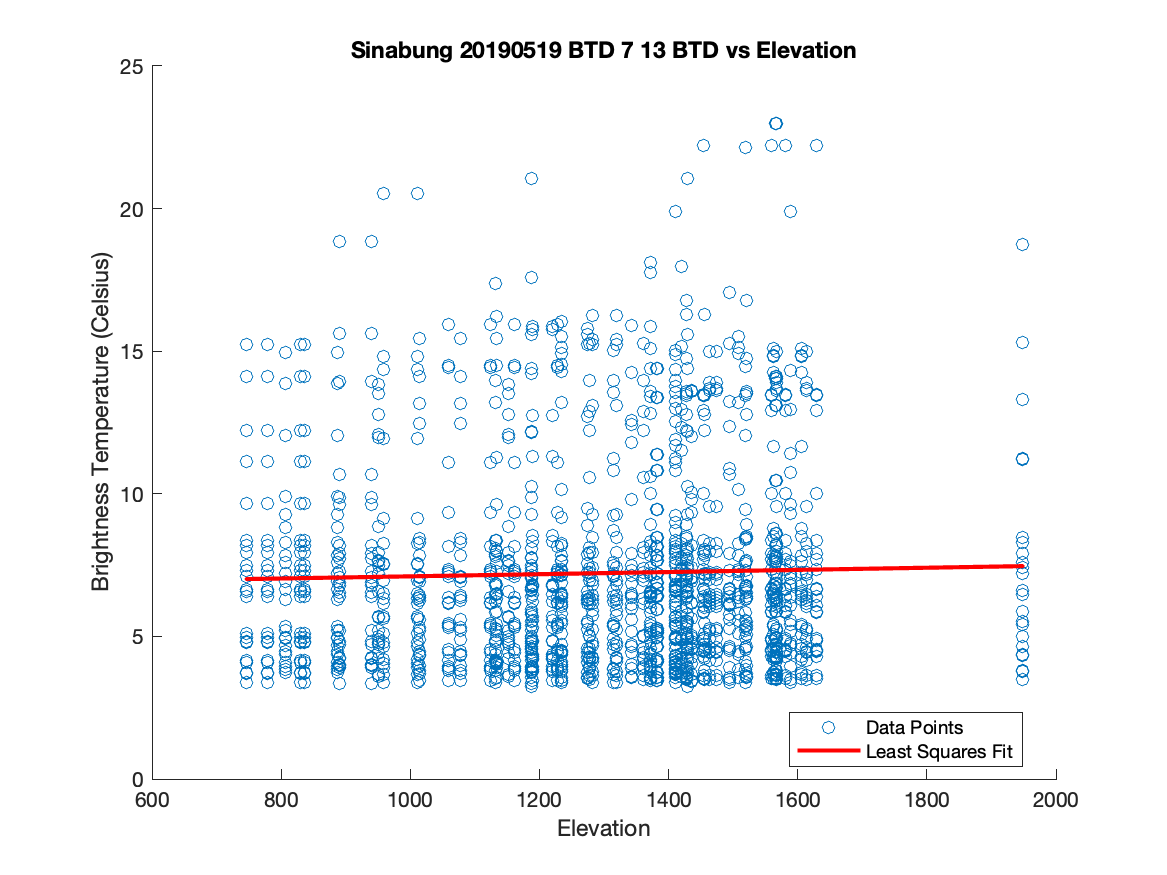 Sinabung 20190519 BTD 7 13 BTD vs Elevation
25
20
15
10
5
0
Brightness Temperature (Celsius)
Data Points
Least Squares Fit
600 800 1000 1200 1400 1600 1800 2000
Elevation